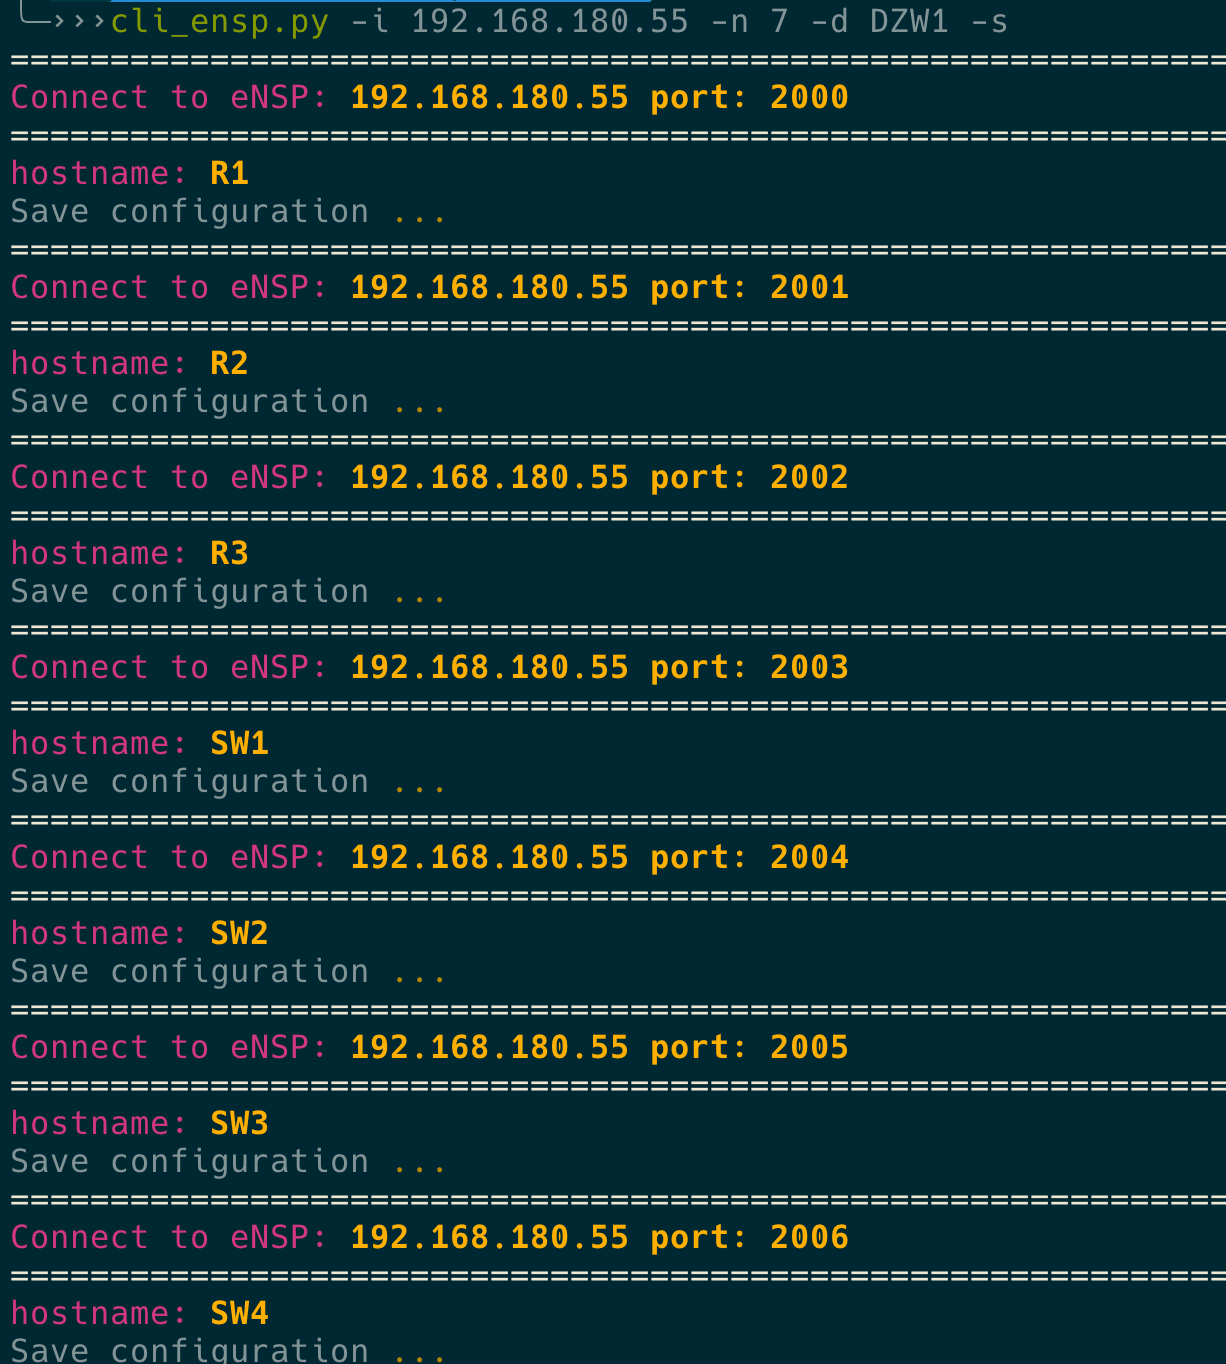 ╰─›››cli_ensp.py -i 192.168.180.55 -n 7 -d DZW1 -s
=============================================================
Connect to eNSP: 192.168.180.55 port: 2000
=============================================================
hostname: R1
Save configuration ...
=============================================================
Connect to eNSP: 192.168.180.55 port: 2001
=============================================================
hostname: R2
Save configuration ...
=============================================================
Connect to eNSP: 192.168.180.55 port: 2002
=============================================================
hostname: R3
Save configuration ...
=============================================================
Connect to eNSP: 192.168.180.55 port: 2003
=============================================================
hostname: SW1
Save configuration ...
=============================================================
Connect to eNSP: 192.168.180.55 port: 2004
=============================================================
hostname: SW2
Save configuration ...
=============================================================
Connect to eNSP: 192.168.180.55 port: 2005
=============================================================
hostname: SW3
Save configuration ...
=============================================================
Connect to eNSP: 192.168.180.55 port: 2006
=============================================================
hostname: SW4
Save configuration ...